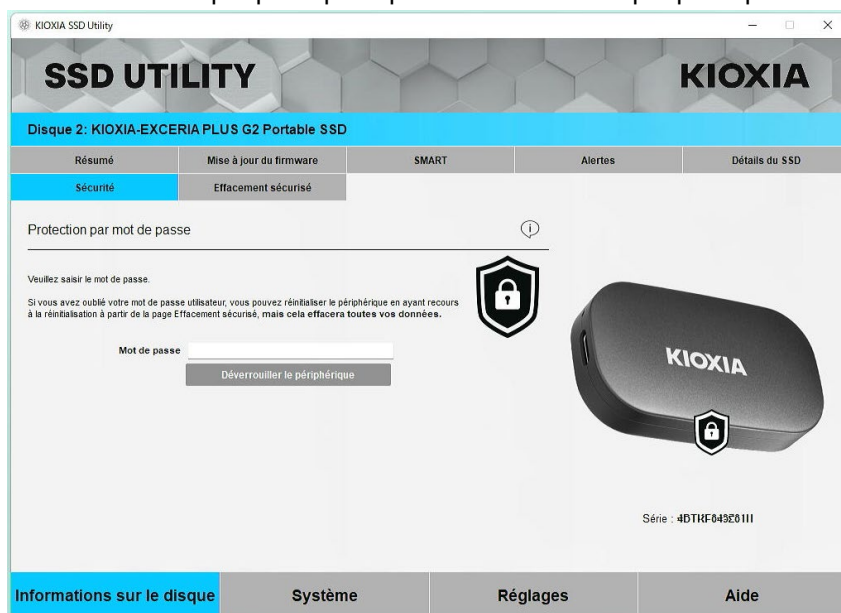 KIOXIA SSD Utility
SSD UTILITY
KIOXIA
Disque 2: KIOXIA-EXCERIA PLUS G2 Portable SSD
Résumé
Mise à jour du firmware
SMART
Alertes
Détails du SSD
Sécurité
Effacement sécurisé
Protection par mot de passe
Veuillez saisir le mot de passe.
Si vous avez oublié votre mot de passe utilisateur, vous pouvez réinitialiser le périphérique en ayant recours
à la réinitialisation à partir de la page Effacement sécurisé, mais cela effacera toutes vos données.
Mot de passe
Déverrouiller le périphérique
KIOXIA
Série :
Informations sur le disque
Système
Réglages
Aide